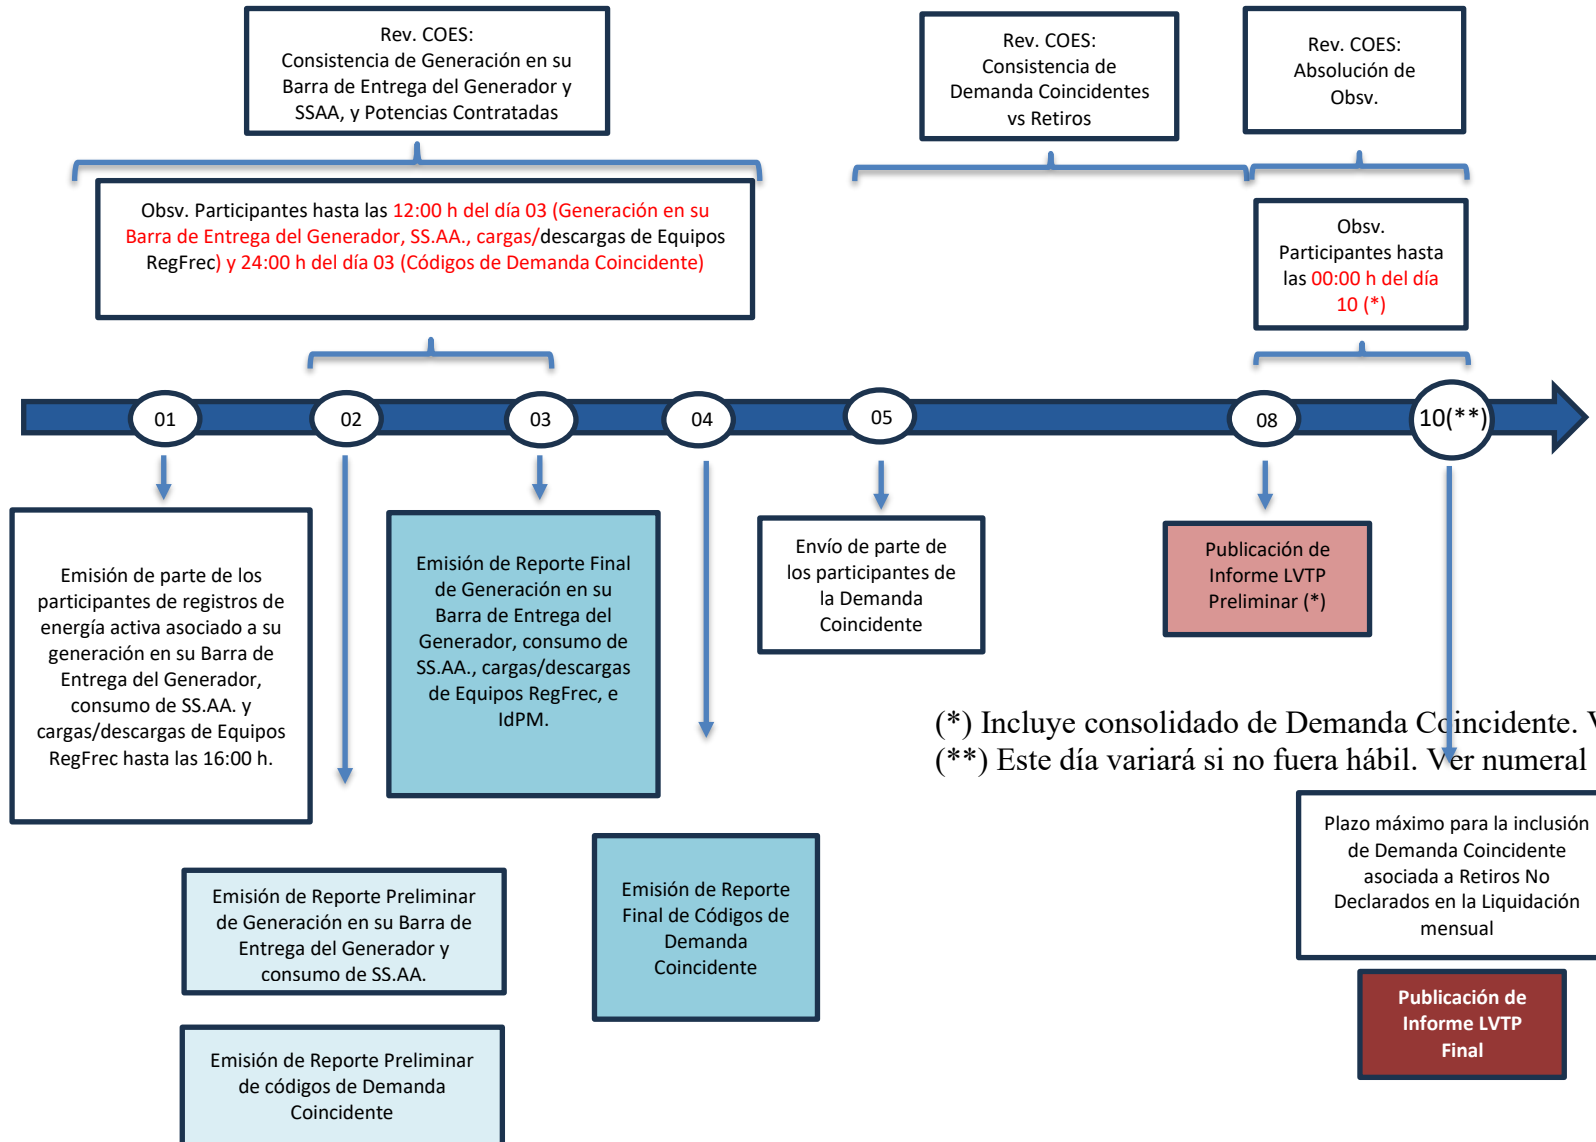 Rev. COES:
Consistencia de Generación en su
Barra de Entrega del Generador y
SSAA, y Potencias Contratadas
Rev. COES:
Consistencia de
Demanda Coincidentes
vs Retiros
Rev. COES:
Absolución de
Obsv.
Obsv. Participantes hasta las 12:00 h del día 03 (Generación en su
Barra de Entrega del Generador, SS.AA., cargas/descargas de Equipos
RegFrec) y 24:00 h del día 03 (Códigos de Demanda Coincidente)
Obsv.
Participantes hasta
las 00:00 h del día
10 (*)
01
02
03
04
05
08
10(**)
Emisión de parte de los
participantes de registros de
energía activa asociado a su
generación en su Barra de
Entrega del Generador,
consumo de SS.AA. y
cargas/descargas de Equipos
RegFrec hasta las 16:00 h.
Emisión de Reporte Final
de Generación en su
Barra de Entrega del
Generador, consumo de
SS.AA., cargas/descargas
de Equipos RegFrec, e
IdPM.
Envío de parte de
los participantes de
la Demanda
Coincidente
Publicación de
Informe LVTP
Preliminar (*)
(*) Incluye consolidado de Demanda Coincidente. V
(**) Este día variará si no fuera hábil. Ver numeral
Plazo máximo para la inclusión
de Demanda Coincidente
asociada a Retiros No
Declarados en la Liquidación
mensual
Emisión de Reporte Preliminar
de Generación en su Barra de
Entrega del Generador y
consumo de SS.AA.
Emisión de Reporte
Final de Códigos de
Demanda
Coincidente
Publicación de
Informe LVTP
Final
Emisión de Reporte Preliminar
de códigos de Demanda
Coincidente